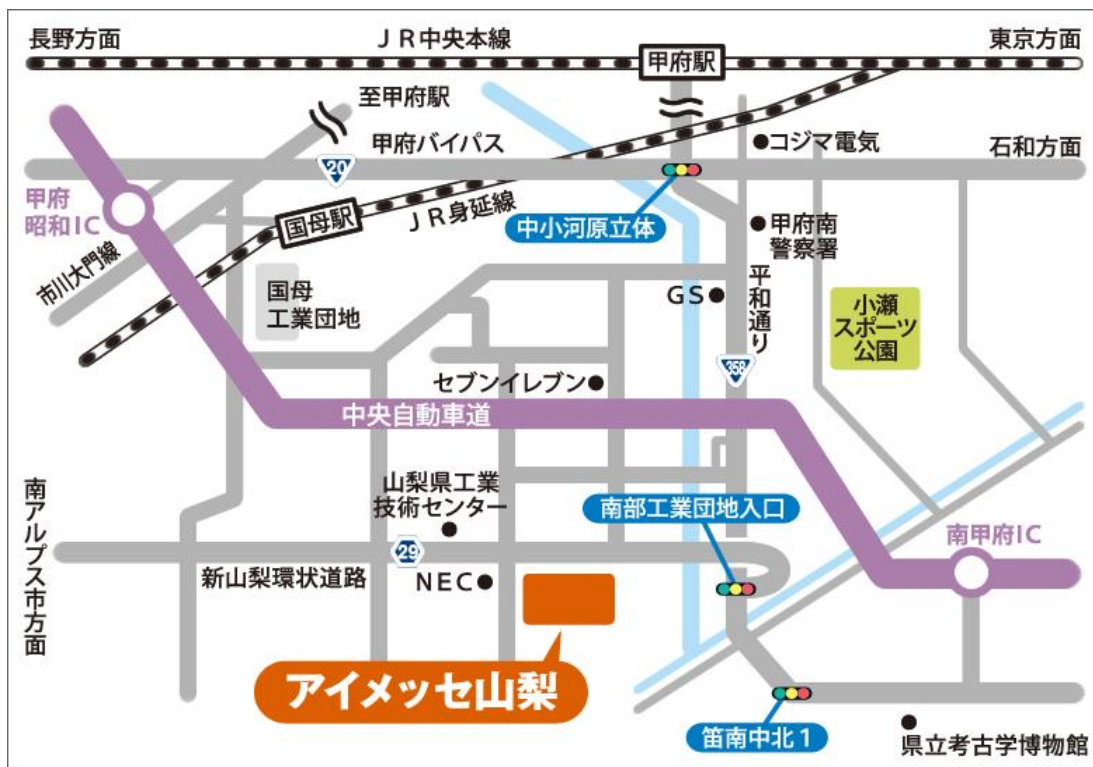 長野方面
ＪＲ中央本線
甲府駅
東京方面
至甲府駅
甲府バイパス
20
コジマ電気
石和方面
甲府
昭和IC
国母駅
ＪＲ身延線
中小河原立体
甲府南
警察署
市川大門線
国母
工業団地
GS
平和通り
小瀬
スポーツ
公園
358
セブンイレブン
中央自動車道
南アルプス市方面
山梨県工業
技術センター
南部工業団地入口
南甲府IC
29
新山梨環状道路
NEC
アイメッセ山梨
笛南中北1
県立考古学博物館